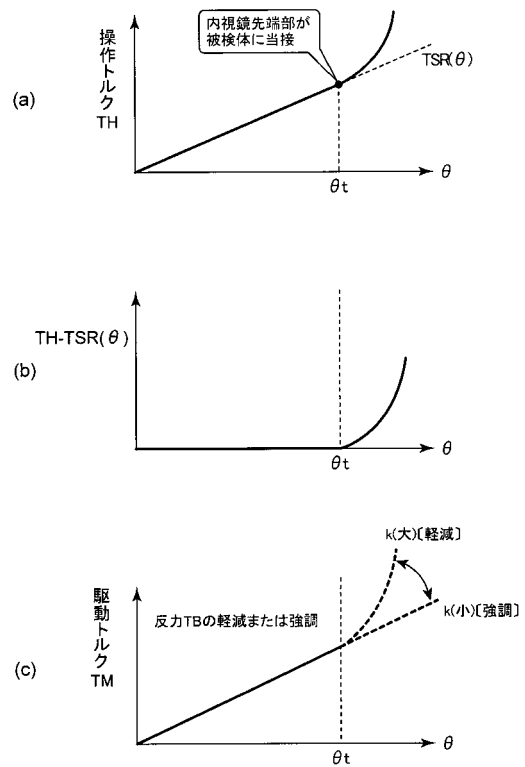 内視鏡先端部が
被検体に当接
操作トルク
TH
TSR(θ)
(a)
θ
θt
TH-TSR(θ)
(b)
θ
θt
k(大)〔軽減〕
駆動トルク
TM
反力TBの軽減または強調
k(小)〔強調〕
(c)
θ
θt